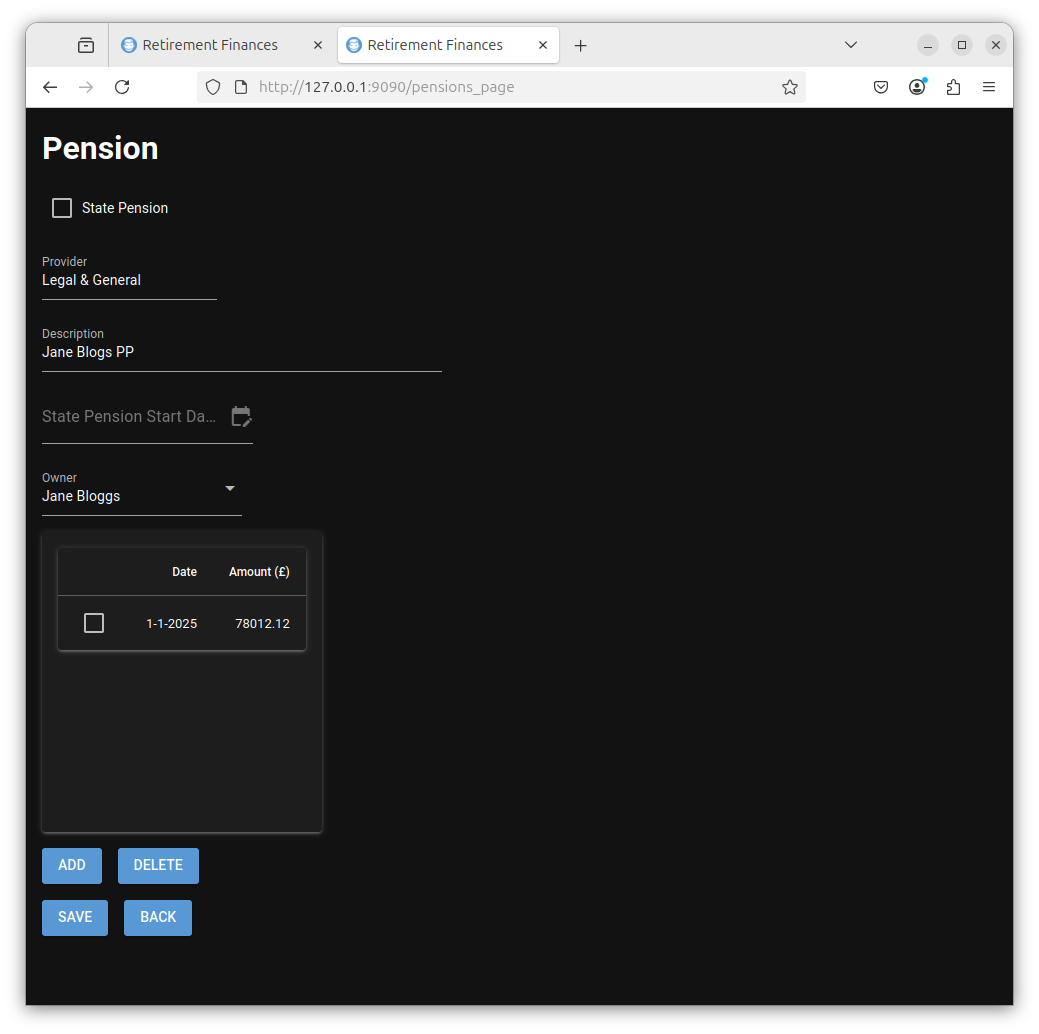 Retirement Finances
Retirement Finances
http://127.0.0.1:9090/pensions_page
Pension
State Pension
Provider
Legal & General
Description
Jane Blogs PP
State Pension Start Da...
Owner
Jane Bloggs
Date Amount (£)
1-1-2025 78012.12
ADD DELETE
SAVE BACK